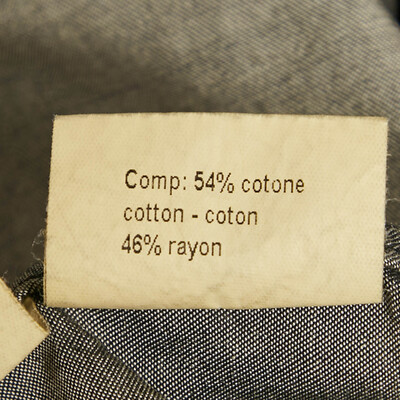 Comp: 54% cotone
cotton - coton
46% rayon